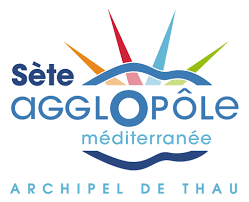 Sète
agglopôle
méditerranée
ARCHIPEL DE THAU